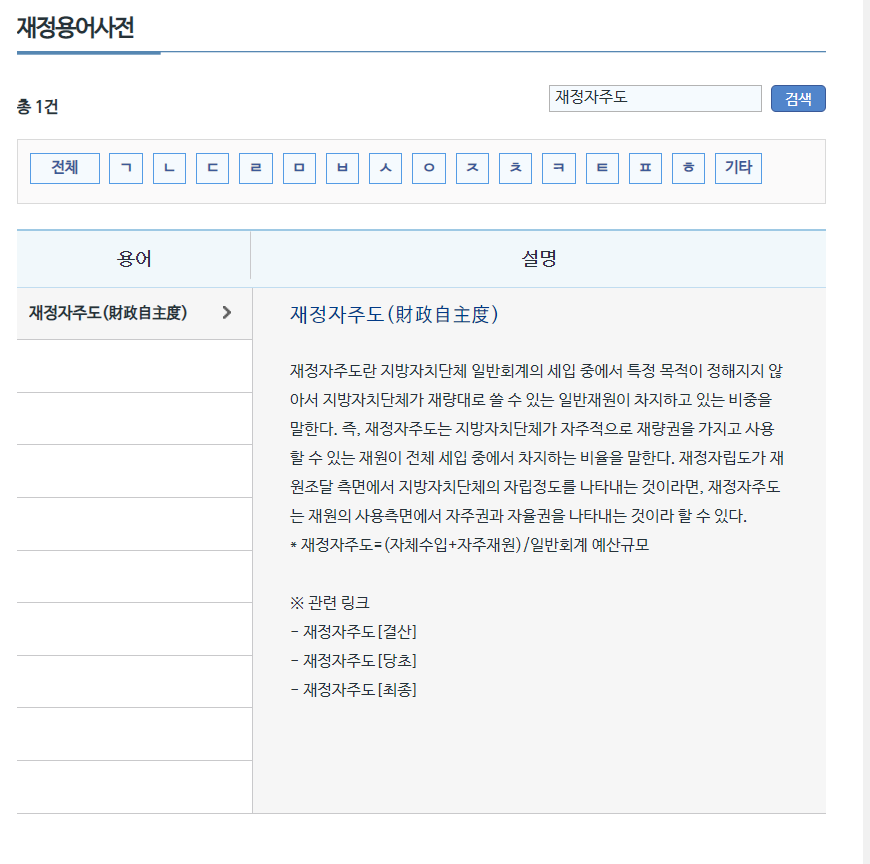 재정용어사전
총 1건
재정자주도
검색
전체 ㄱ ㄴ ㄷ ㄹ ㅁ ㅂ ㅅ ㅇ ㅈ ㅊ ㅋ ㅌ ㅍ ㅎ 기타
용어 설명
재정자주도(財政自主度)
재정자주도(財政自主度)
재정자주도란 지방자치단체 일반회계의 세입 중에서 특정 목적이 정해지지 않
아서 지방자치단체가 재량대로 쓸 수 있는 일반재원이 차지하고 있는 비중을
말한다. 즉, 재정자주도는 지방자치단체가 자주적으로 재량권을 가지고 사용
할 수 있는 재원이 전체 세입 중에서 차지하는 비율을 말한다. 재정자립도가 재
원조달 측면에서 지방자치단체의 자립정도를 나타내는 것이라면, 재정자주도
는 재원의 사용측면에서 자주권과 자율권을 나타내는 것이라 할 수 있다.
* 재정자주도=(자체수입+자주재원)/일반회계 예산규모
※ 관련 링크
- 재정자주도[결산]
- 재정자주도[당초]
- 재정자주도[최종]